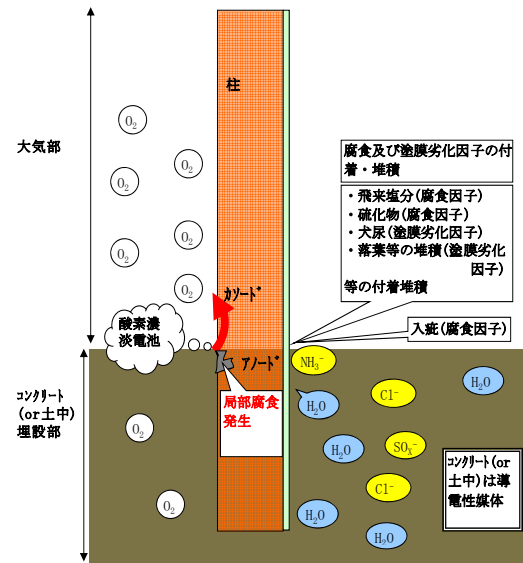 柱
大気部
O₂
O₂
O₂
O₂
O₂
O₂
腐食及び塗膜劣化因子の付
着・堆積
・飛来塩分(腐食因子)
・硫化物(腐食因子)
・犬尿(塗膜劣化因子)
・落葉等の堆積(塗膜劣化
因子)
等の付着堆積
ｶｿｰﾄﾞ
酸素濃
淡電池
入疵(腐食因子)
ｱﾉｰﾄﾞ
NH₃⁻
局部腐食
発生
ｺﾝｸﾘｰﾄ
(or土中)
埋設部
H₂O
Cl⁻
H₂O
O₂
H₂O
SOₓ⁻
ｺﾝｸﾘｰﾄ(or
土中)は導
電性媒体
Cl⁻
O₂
H₂O
H₂O